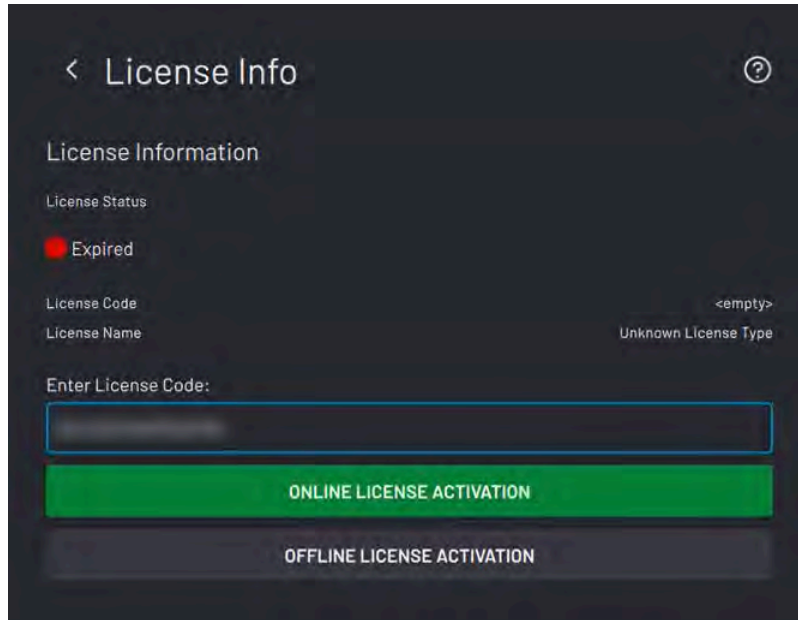 License Info
License Information
License Status
Expired
License Code <empty>
License Name Unknown License Type
Enter License Code:
ONLINE LICENSE ACTIVATION
OFFLINE LICENSE ACTIVATION